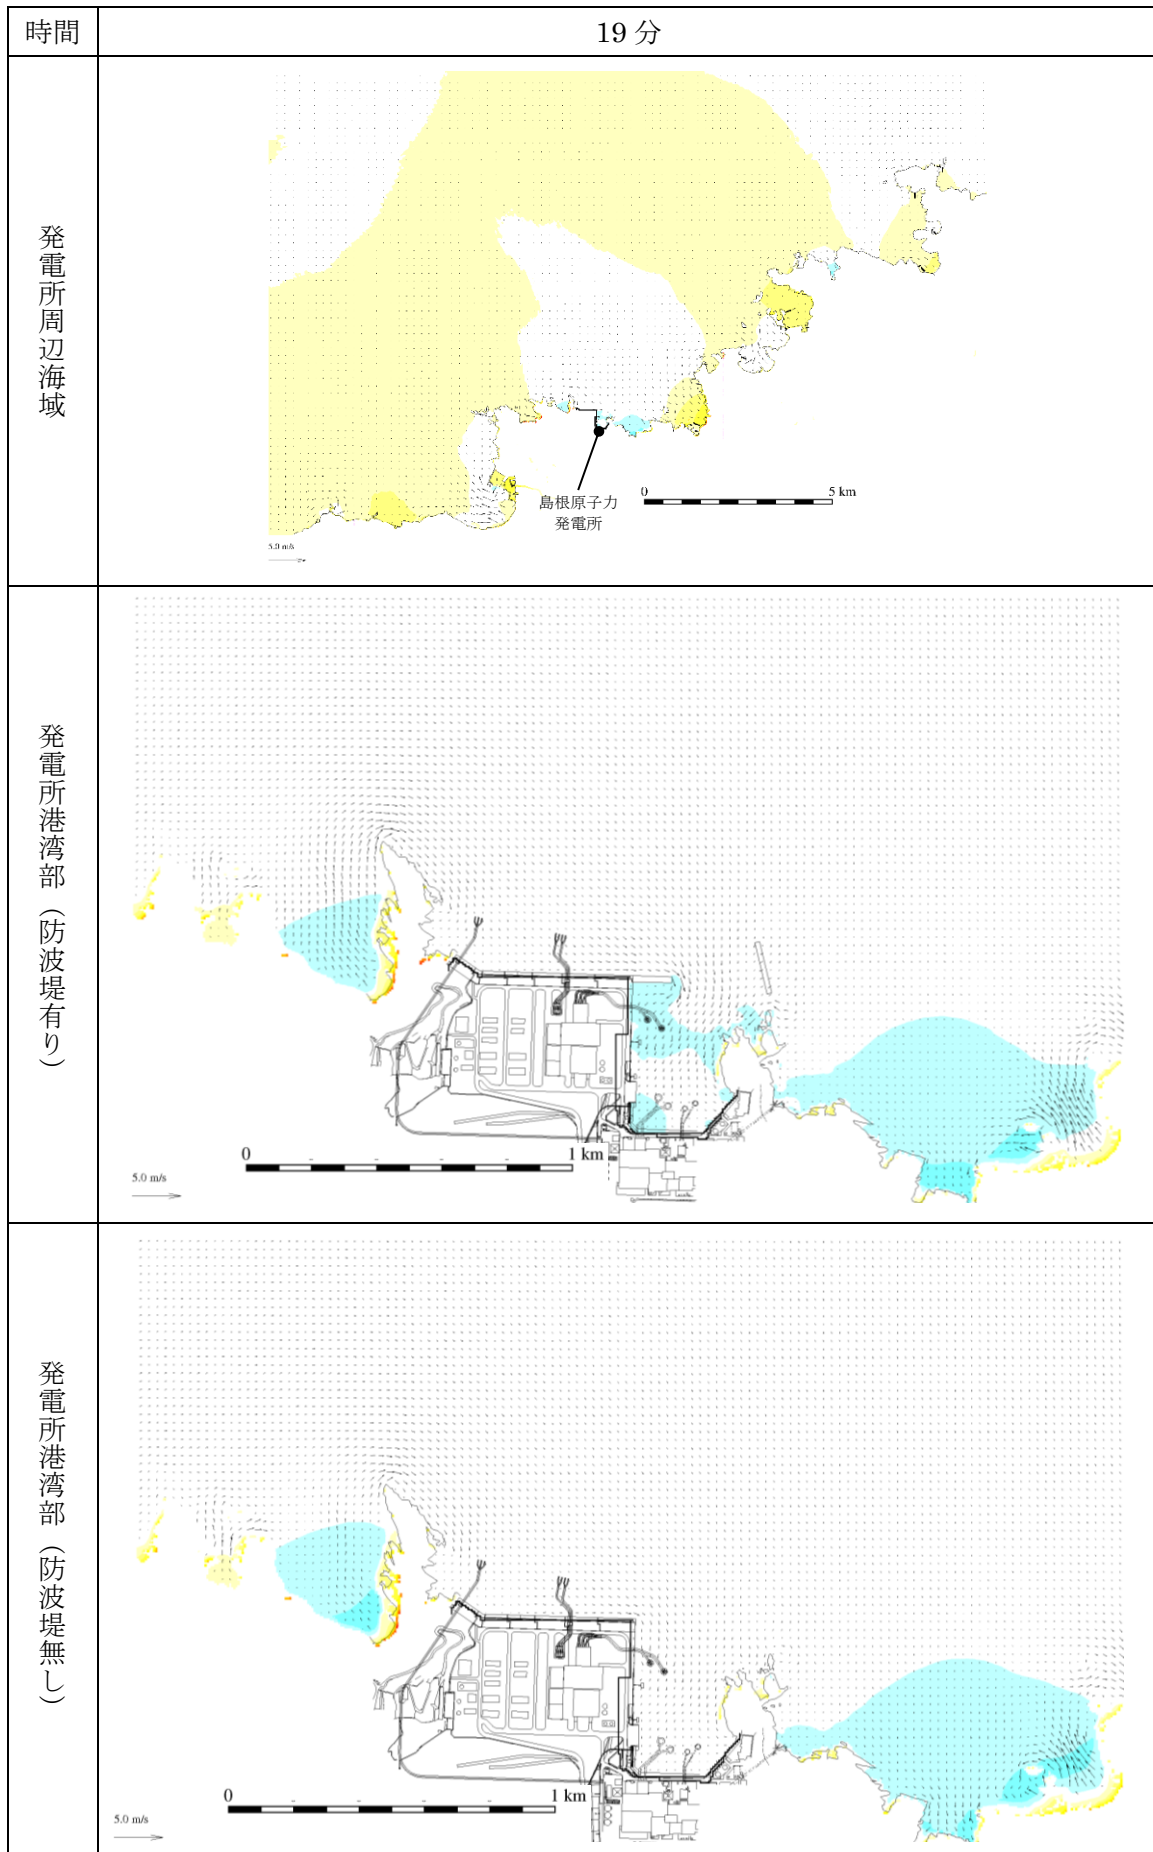 時間
19 分
発電所周辺海域
島根原子力
発電所
0
5 km
5.0 m/s
発電所港湾部（防波堤有り）
0
1 km
5.0 m/s
発電所港湾部（防波堤無し）
0
1 km
5.0 m/s